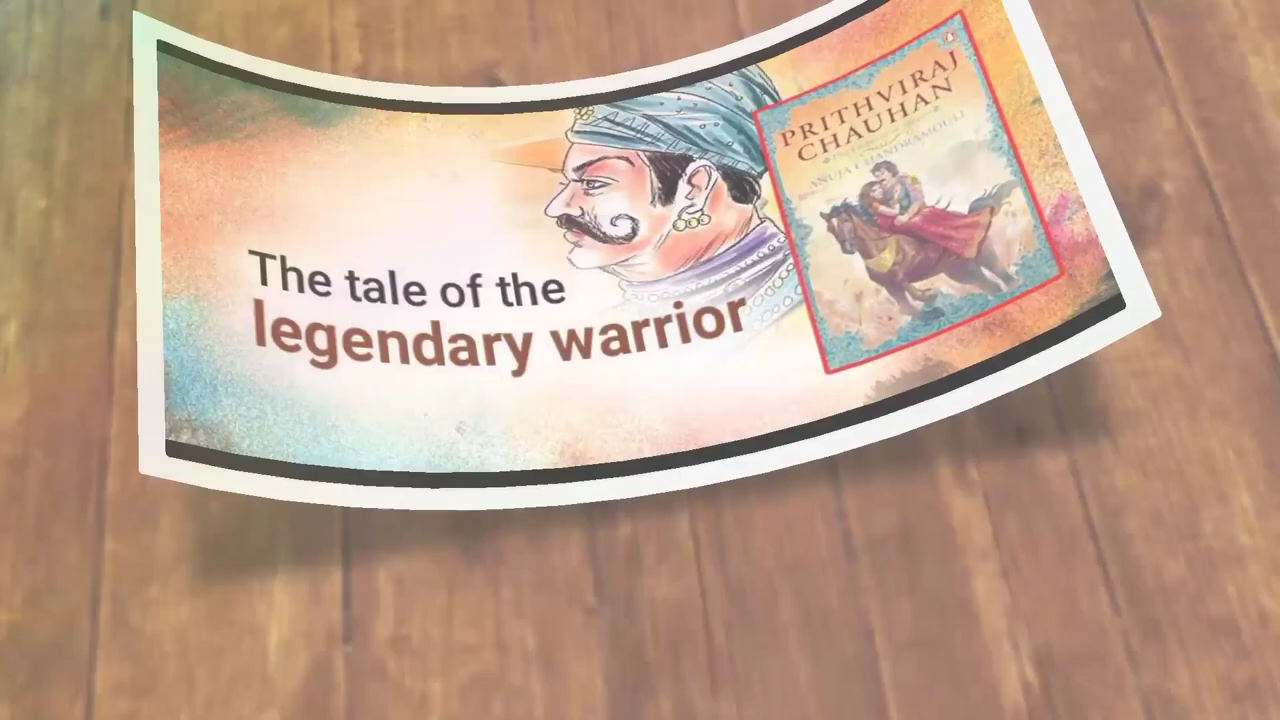 The tale of the
legendary warrior
PRITHVIRAJ
CHAUHAN
ANUJA CHANDRAMOULI